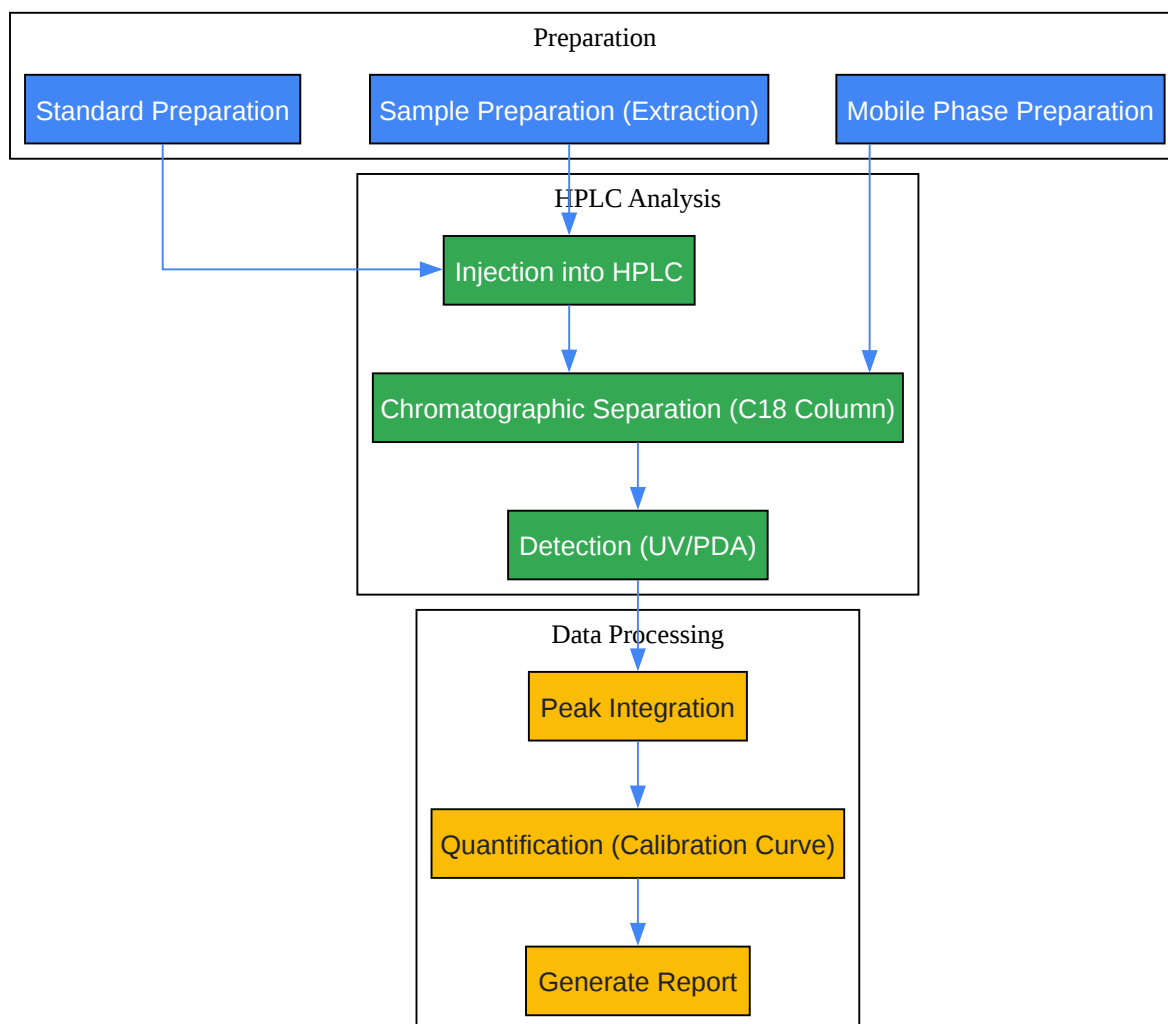 Preparation
Standard Preparation
Sample Preparation (Extraction)
Mobile Phase Preparation
HPLC Analysis
Injection into HPLC
Chromatographic Separation (C18 Column)
Detection (UV/PDA)
Data Processing
Peak Integration
Quantification (Calibration Curve)
Generate Report